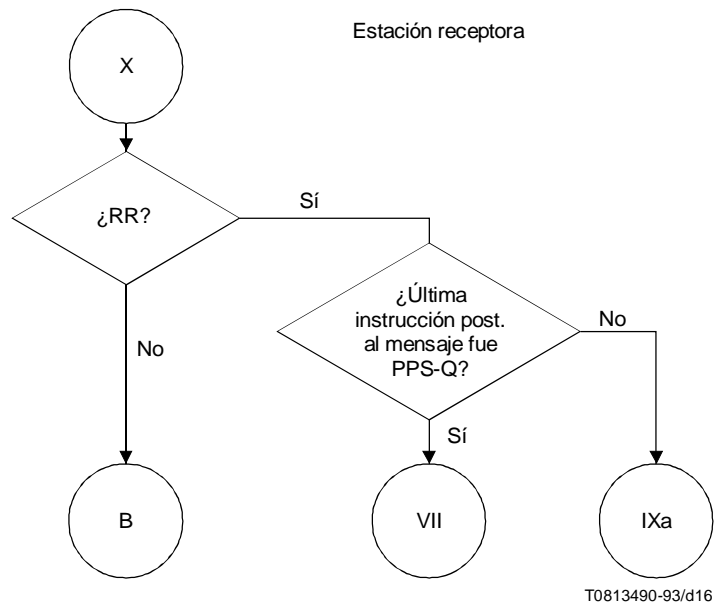 Estación receptora
X
¿RR?
Sí
No
¿Última
instrucción post.
al mensaje fue
PPS-Q?
No
Sí
B
VII
IXa
T0813490-93/d16